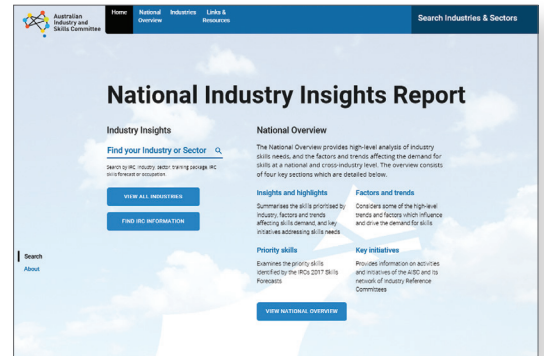 Australian
Industry and
Skills Committee
Home
National
Overview
Industries
Links &
Resources
Search Industries & Sectors
National Industry Insights Report
Industry Insights
Find your Industry or Sector
Search by IRC, industry, sector, training package, IRC
skills forecast or occupation.
VIEW ALL INDUSTRIES
FIND IRC INFORMATION
National Overview
The National Overview provides high-level analysis of industry
skills needs, and the factors and trends affecting the demand for
skills at a national and cross-industry level. The overview consists
of four key sections which are detailed below.
Insights and highlights
Summarises the skills prioritised by
industry, factors and trends
affecting skills demand, and key
initiatives addressing skills needs
Factors and trends
Considers some of the high-level
trends and factors which influence
and drive the demand for skills
Priority skills
Examines the priority skills
identified by the IRCs 2017 Skills
Forecasts
Key initiatives
Provides information on activities
and initiatives of the AISC and its
network of Industry Reference
Committees
VIEW NATIONAL OVERVIEW
Search
About